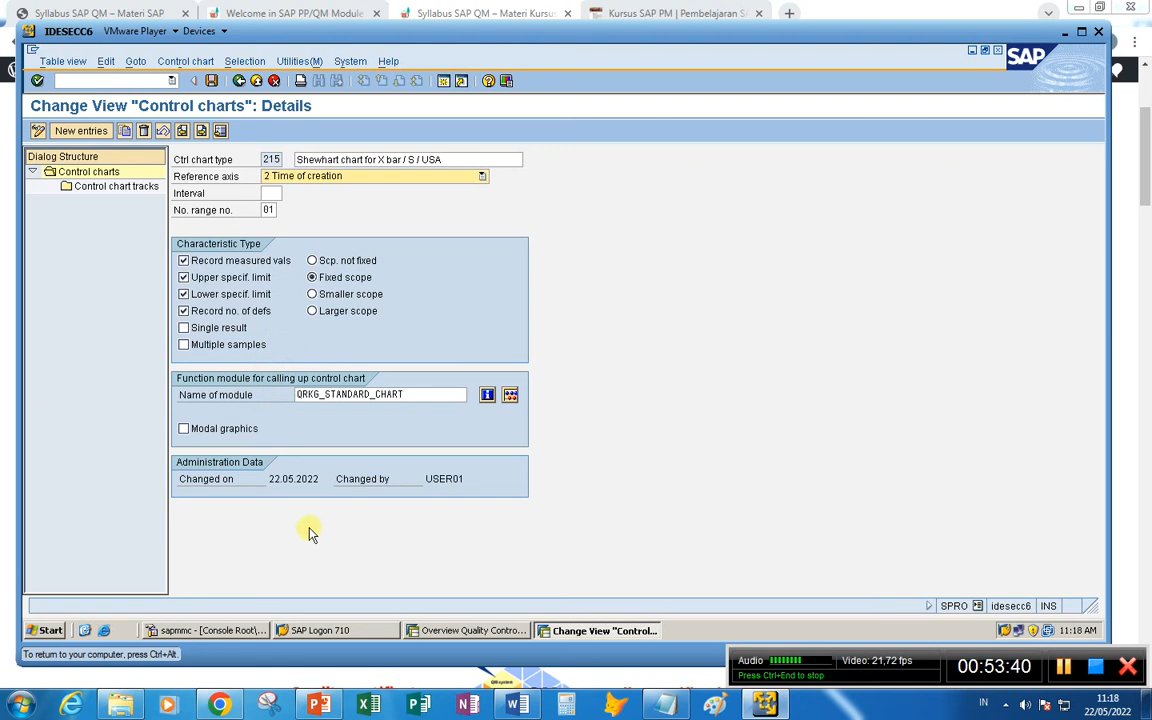 Syllabus SAP QM – Materi SAP
Welcome in SAP PP/QM Module
Syllabus SAP QM – Materi Kursu
Kursus SAP PM | Pembelajaran SA
IDESECC6 VMware Player Devices
Table view Edit Goto Control chart Selection Utilities(M) System Help
SAP
Change View "Control charts": Details
New entries
Dialog Structure
Control charts
Control chart tracks
Ctrl chart type 215 Shewhart chart for X bar / S / USA
Reference axis 2 Time of creation
Interval
No. range no. 01
Characteristic Type
Record measured vals Scp. not fixed
Upper specif. limit Fixed scope
Lower specif. limit Smaller scope
Record no. of defs Larger scope
Single result
Multiple samples
Function module for calling up control chart
Name of module QRKG_STANDARD_CHART
Modal graphics
Administration Data
Changed on 22.05.2022 Changed by USER01
SPRO idesecc6 INS
Start sapmmc - [Console Root\... SAP Logon 710 Overview Quality Contro... Change View "Control... 11:18 AM
To return to your computer, press Ctrl+Alt.
Audio Video: 21,72 fps
Press Ctrl+End to stop
00:53:40
QM-system
IN
11:18
22/05/2022